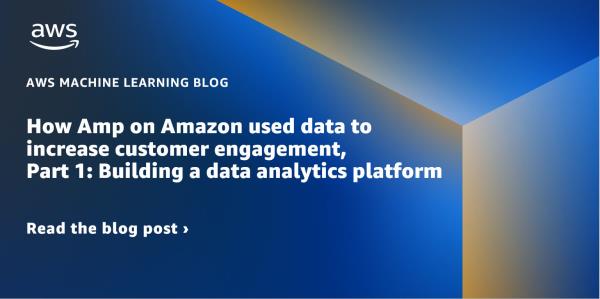 aws
AWS MACHINE LEARNING BLOG
How Amp on Amazon used data to
increase customer engagement,
Part 1: Building a data analytics platform
Read the blog post ›